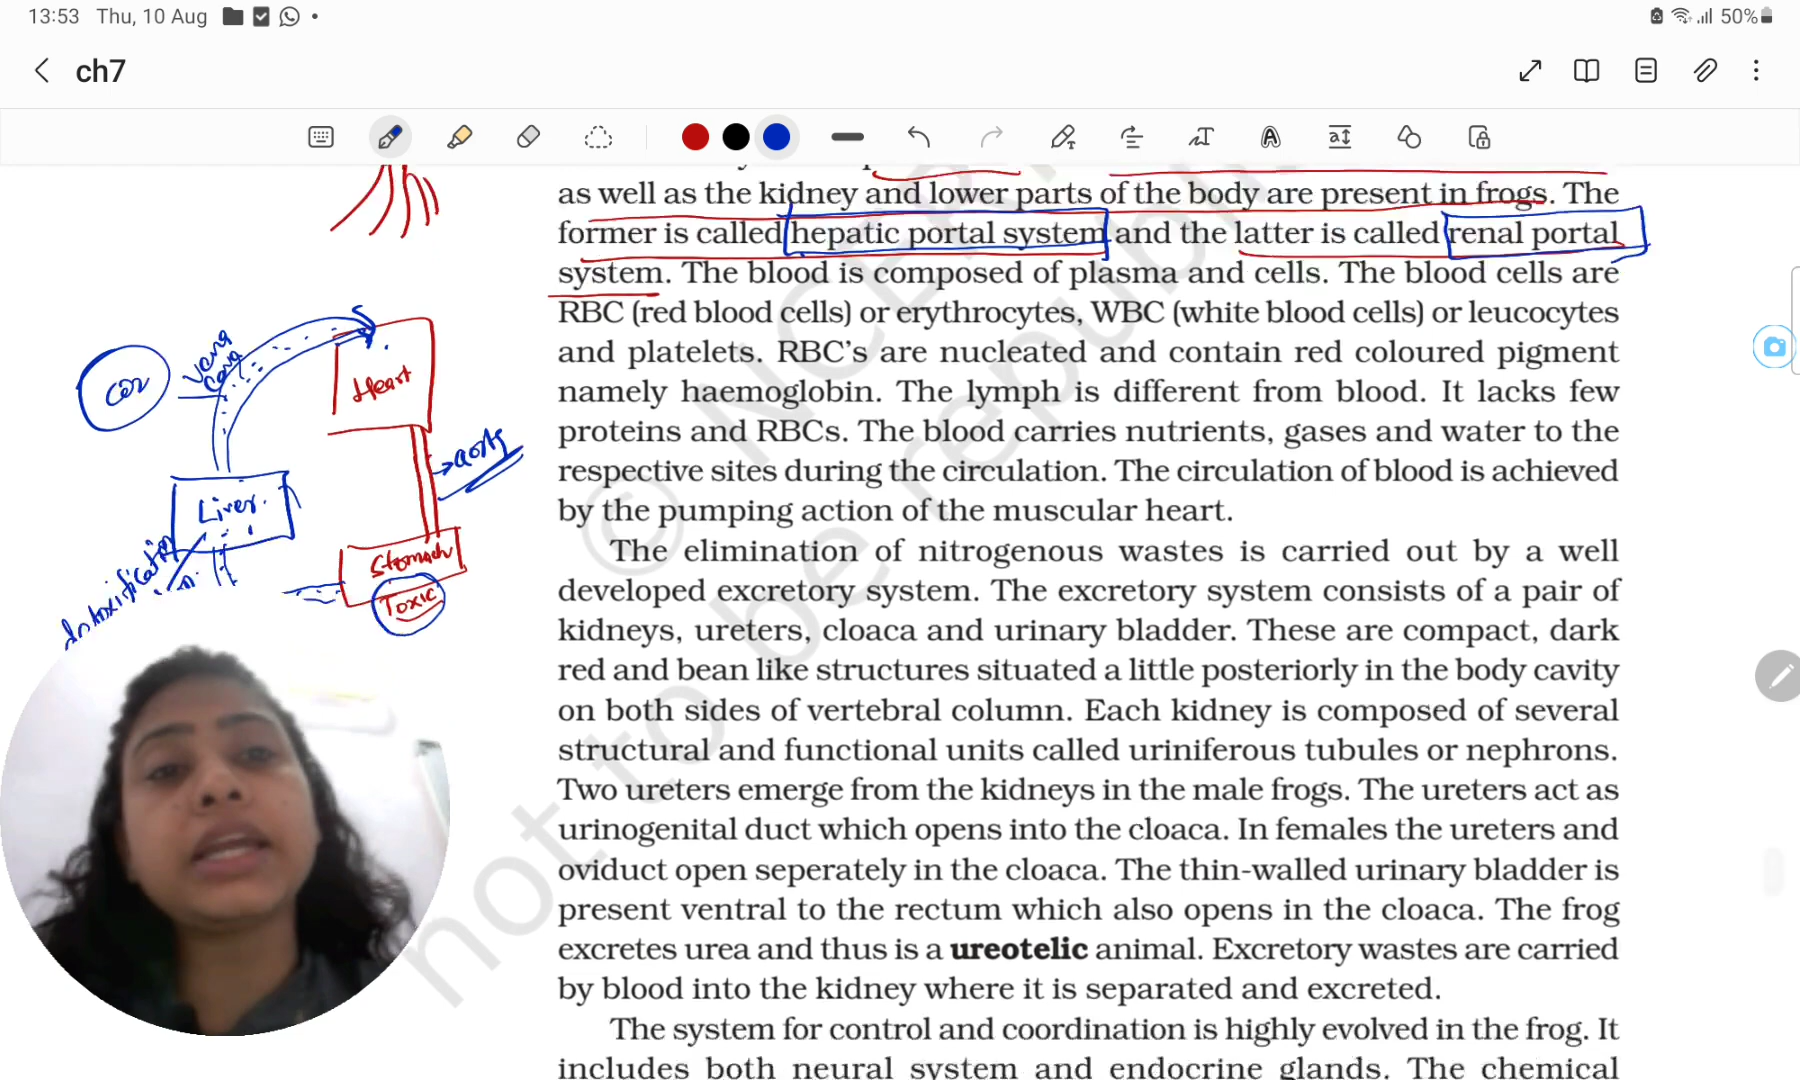 13:53 Thu, 10 Aug
50%
ch7
as well as the kidney and lower parts of the body are present in frogs. The
former is called hepatic portal system and the latter is called renal portal
system. The blood is composed of plasma and cells. The blood cells are
RBC (red blood cells) or erythrocytes, WBC (white blood cells) or leucocytes
and platelets. RBC's are nucleated and contain red coloured pigment
namely haemoglobin. The lymph is different from blood. It lacks few
proteins and RBCs. The blood carries nutrients, gases and water to the
respective sites during the circulation. The circulation of blood is achieved
by the pumping action of the muscular heart.
The elimination of nitrogenous wastes is carried out by a well
developed excretory system. The excretory system consists of a pair of
kidneys, ureters, cloaca and urinary bladder. These are compact, dark
red and bean like structures situated a little posteriorly in the body cavity
on both sides of vertebral column. Each kidney is composed of several
structural and functional units called uriniferous tubules or nephrons.
Two ureters emerge from the kidneys in the male frogs. The ureters act as
urinogenital duct which opens into the cloaca. In females the ureters and
oviduct open seperately in the cloaca. The thin-walled urinary bladder is
present ventral to the rectum which also opens in the cloaca. The frog
excretes urea and thus is a ureotelic animal. Excretory wastes are carried
by blood into the kidney where it is separated and excreted.
The system for control and coordination is highly evolved in the frog. It
includes both neural system and endocrine glands. The chemical
CO2
Vena
Cava
Heart
aorta
Liver
Stomach
Toxic
© NCERT
not to be republi